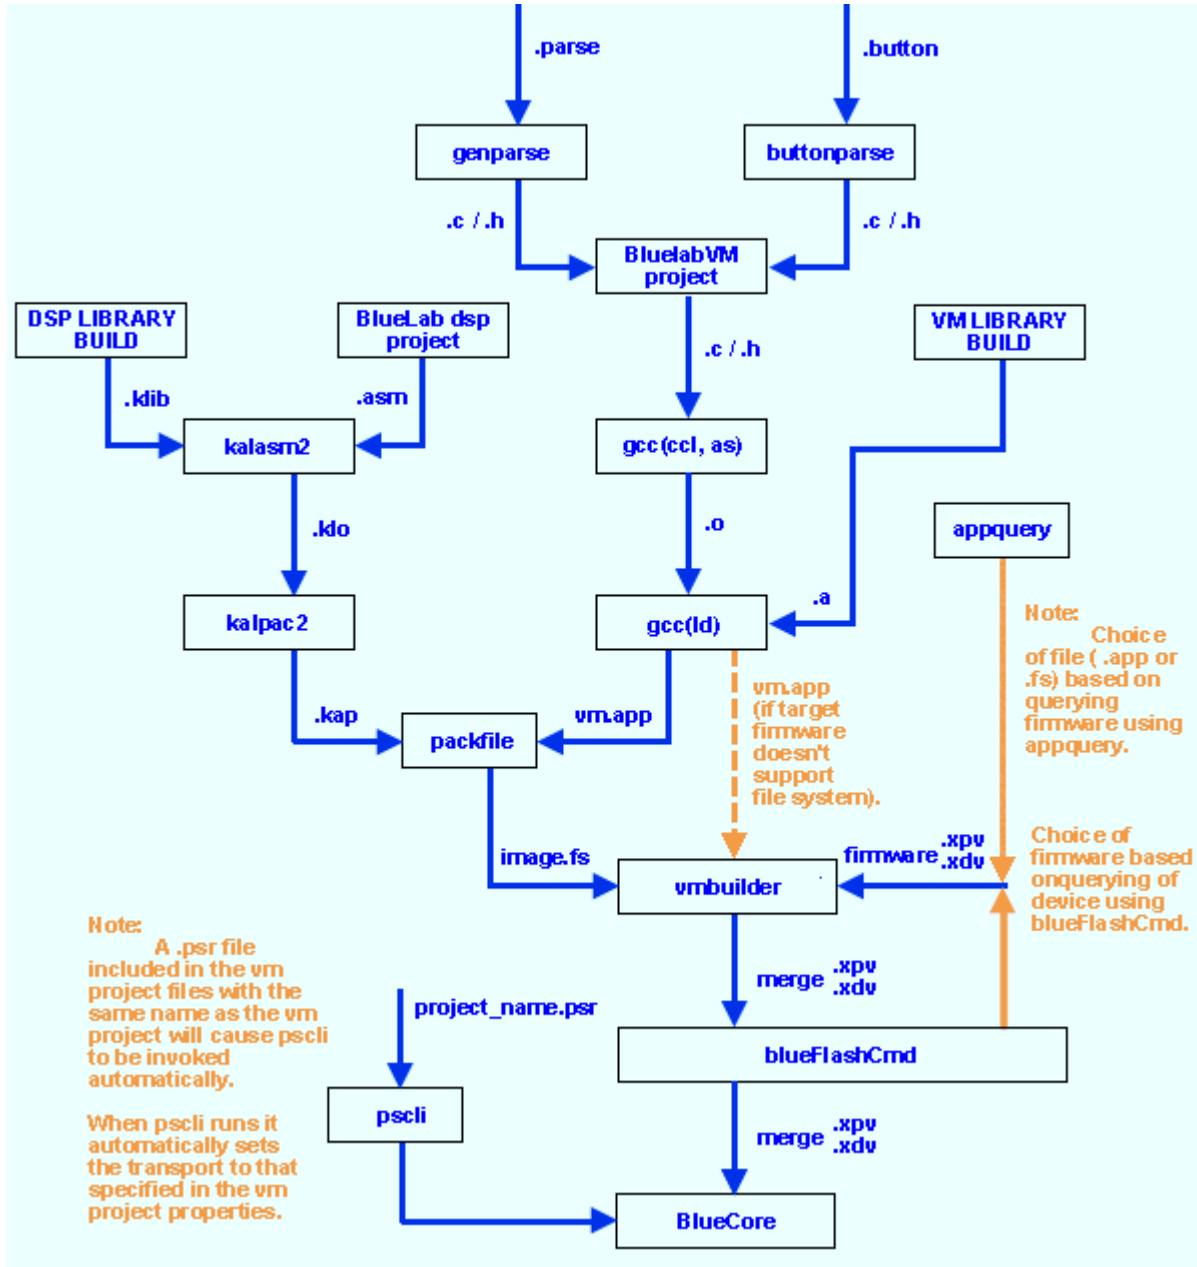 .parse
.button
genparse
buttonparse
.c / .h
.c / .h
BluelabVM
project
DSP LIBRARY
BUILD
BlueLab dsp
project
VM LIBRARY
BUILD
.c / .h
.klib
.asm
kalasm2
gcc(ccl, as)
.klo
.o
appquery
.a
kalpac2
gcc(ld)
Note:
Choice
of file ( .app or
.fs) based on
querying
firmware using
appquery.
.kap
vm.app
vm.app
(if target
firmware
doesn't
support
file system).
packfile
image.fs
firmware .xpv
.xdv
Choice of
firmware based
onquerying of
device using
blueFlashCmd.
vmbuilder
Note:
A .psr file
included in the vm
project files with the
same name as the vm
project will cause pscli
to be invoked
automatically.
When pscli runs it
automatically sets
the transport to that
specified in the vm
project properties.
merge .xpv
.xdv
project_name.psr
blueFlashCmd
pscli
merge .xpv
.xdv
BlueCore